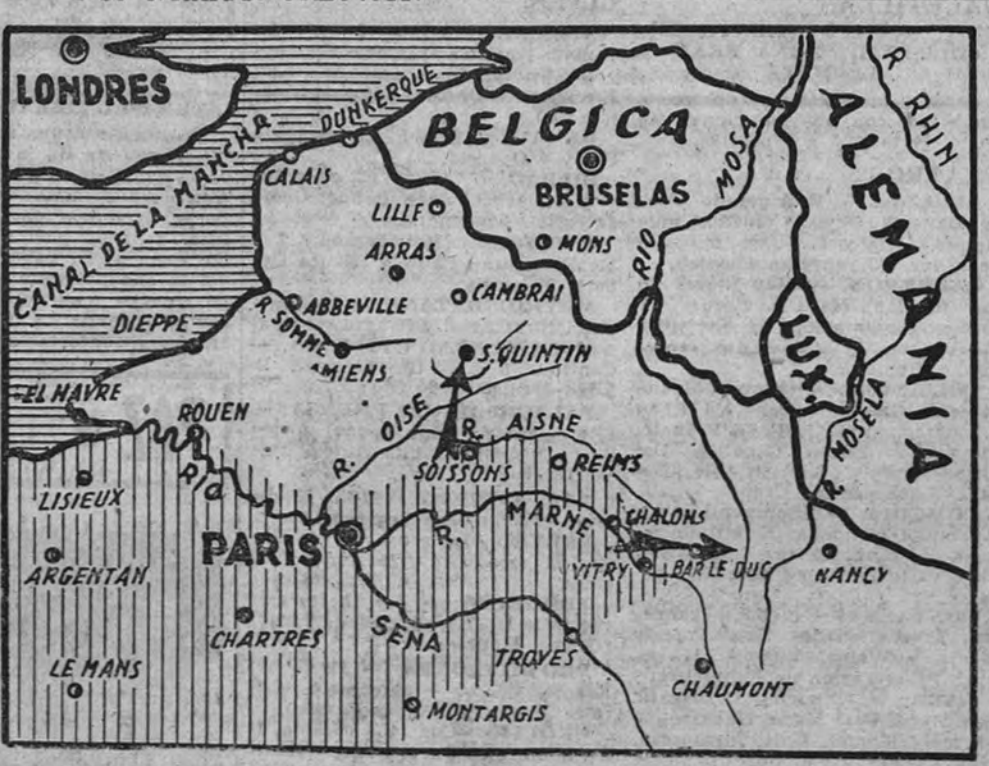 LONDRES
CANAL DE LA MANCHA
DUNKERQUE
CALAIS
BELGICA
BRUSELAS
RIO MOSA
ALEMANIA
R. RHIN
LILLE
MONS
ARRAS
CAMBRAI
ABBEVILLE
R. SOMME
AMIENS
DIEPPE
EL HAVRE
ROUEN
S. QUINTIN
LUX.
R. OISE
R. AISNE
SOISSONS
REIMS
R. MOSELA
LISIEUX
RIO
SENA
PARIS
R. MARNE
CHALONS
VITRY
BAR LE DUC
NANCY
ARGENTAN
CHARTRES
TROYES
LE MANS
MONTARGIS
CHAUMONT